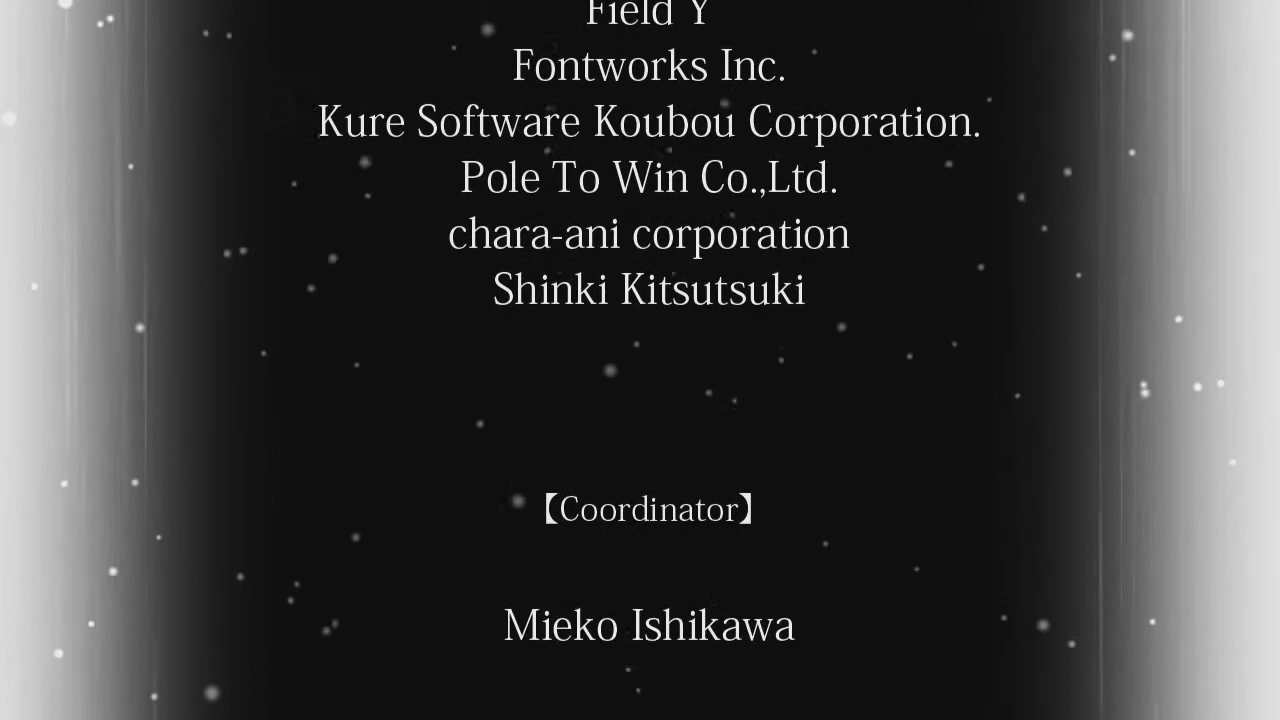 Field Y
Fontworks Inc.
Kure Software Koubou Corporation.
Pole To Win Co.,Ltd.
chara-ani corporation
Shinki Kitsutsuki
【Coordinator】
Mieko Ishikawa